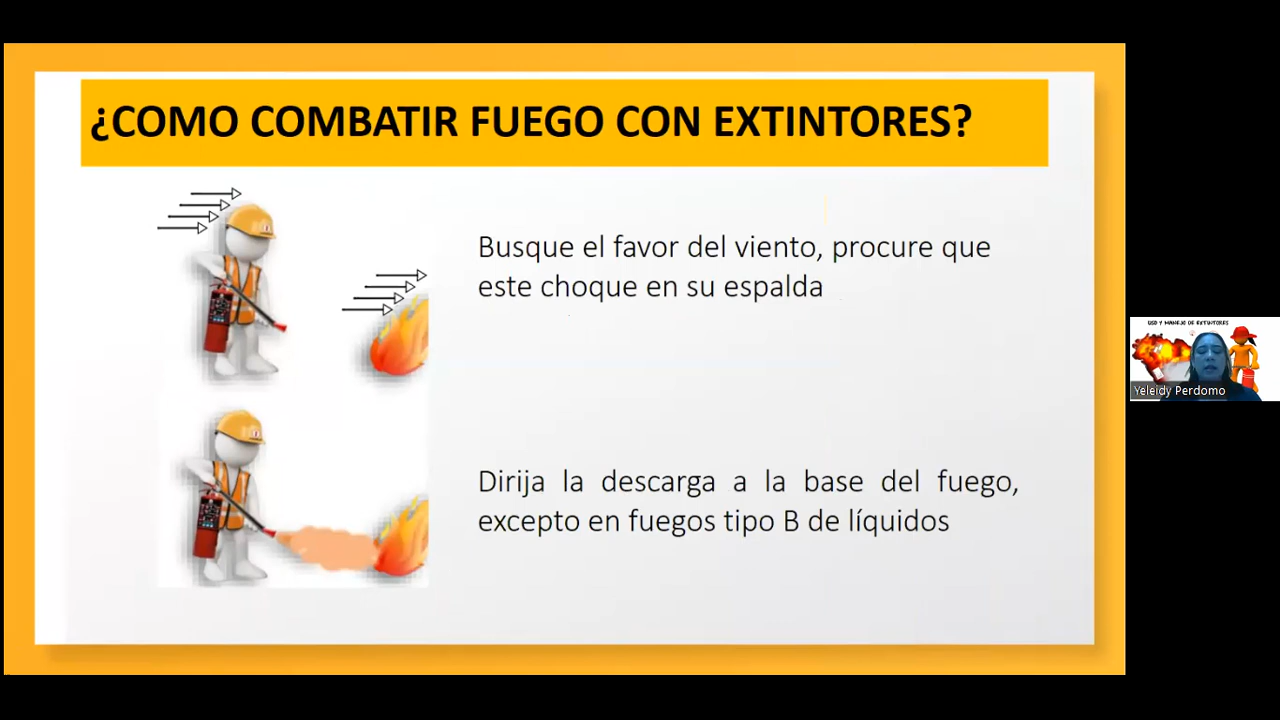 ¿COMO COMBATIR FUEGO CON EXTINTORES?
Busque el favor del viento, procure que
este choque en su espalda
Dirija la descarga a la base del fuego,
excepto en fuegos tipo B de líquidos
USO Y MANEJO DE EXTINTORES
Yeleidy Perdomo